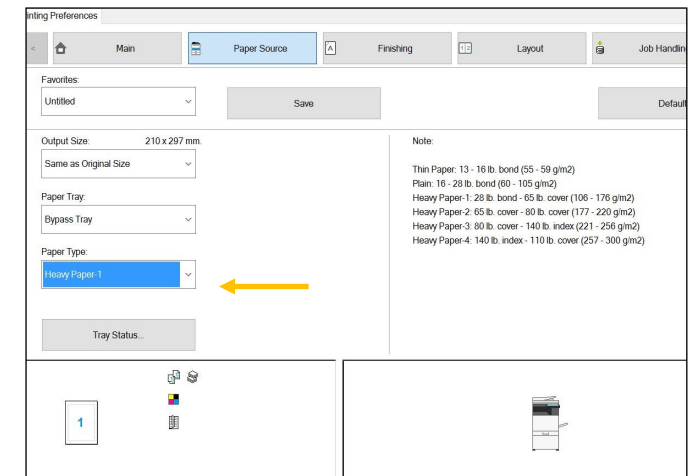 inting Preferences
< Main Paper Source A Finishing 1 2 Layout Job Handlin
Favorites:
Untitled
Save
Default
Output Size: 210 x 297 mm.
Same as Original Size
Paper Tray:
Bypass Tray
Paper Type:
Heavy Paper-1
Tray Status...
Note:
Thin Paper: 13 - 16 lb. bond (55 - 59 g/m2)
Plain: 16 - 28 lb. bond (60 - 105 g/m2)
Heavy Paper-1: 28 lb. bond - 65 lb. cover (106 - 176 g/m2)
Heavy Paper-2: 65 lb. cover - 80 lb. cover (177 - 220 g/m2)
Heavy Paper-3: 80 lb. cover - 140 lb. index (221 - 256 g/m2)
Heavy Paper-4: 140 lb. index - 110 lb. cover (257 - 300 g/m2)
1